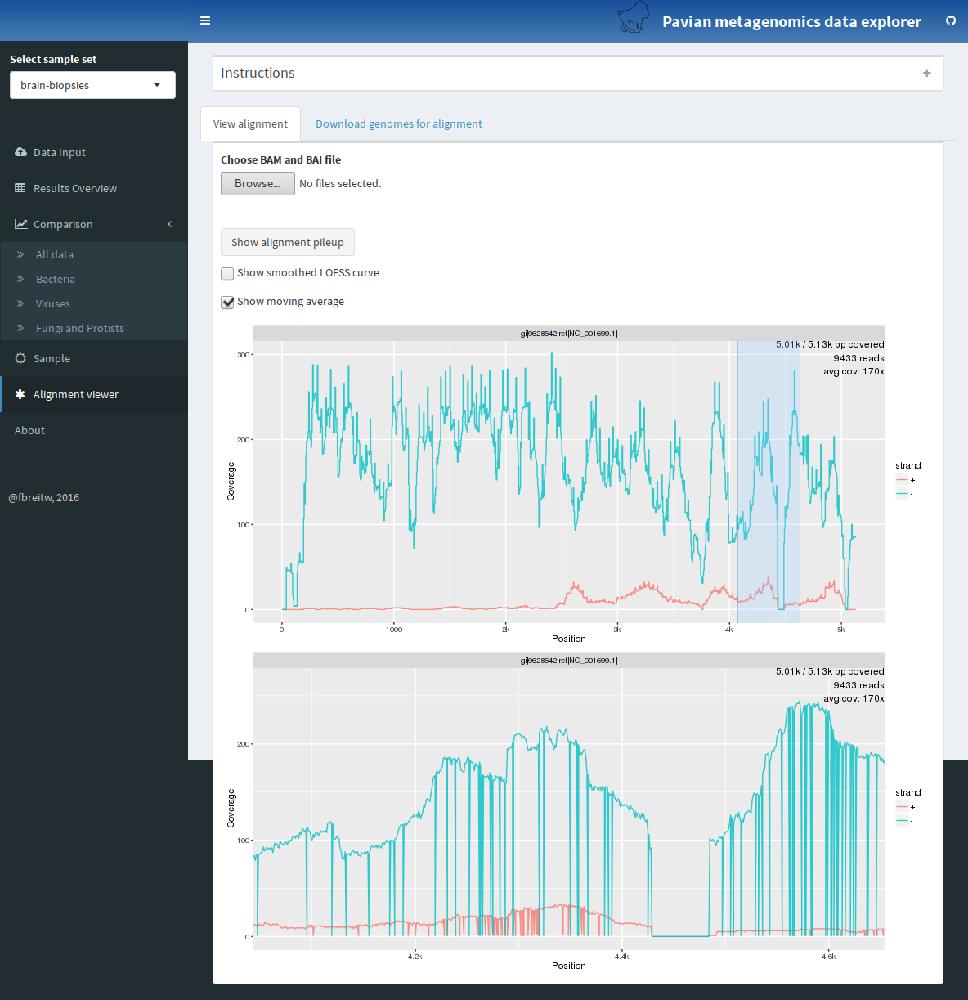 Pavian metagenomics data explorer
Select sample set
brain-biopsies
Data Input
Results Overview
Comparison
All data
Bacteria
Viruses
Fungi and Protists
Sample
Alignment viewer
About
@fbreitw, 2016
Instructions
View alignment
Download genomes for alignment
Choose BAM and BAI file
Browse... No files selected.
Show alignment pileup
Show smoothed LOESS curve
Show moving average
gi|9628642|ref|NC_001699.1|
5.01k / 5.13k bp covered
9433 reads
avg cov: 170x
300
200
100
0
Coverage
0 1000 2k 3k 4k 5k
Position
strand
+
-
gi|9628642|ref|NC_001699.1|
5.01k / 5.13k bp covered
9433 reads
avg cov: 170x
200
100
0
Coverage
4.2k 4.4k 4.6k
Position
strand
+
-